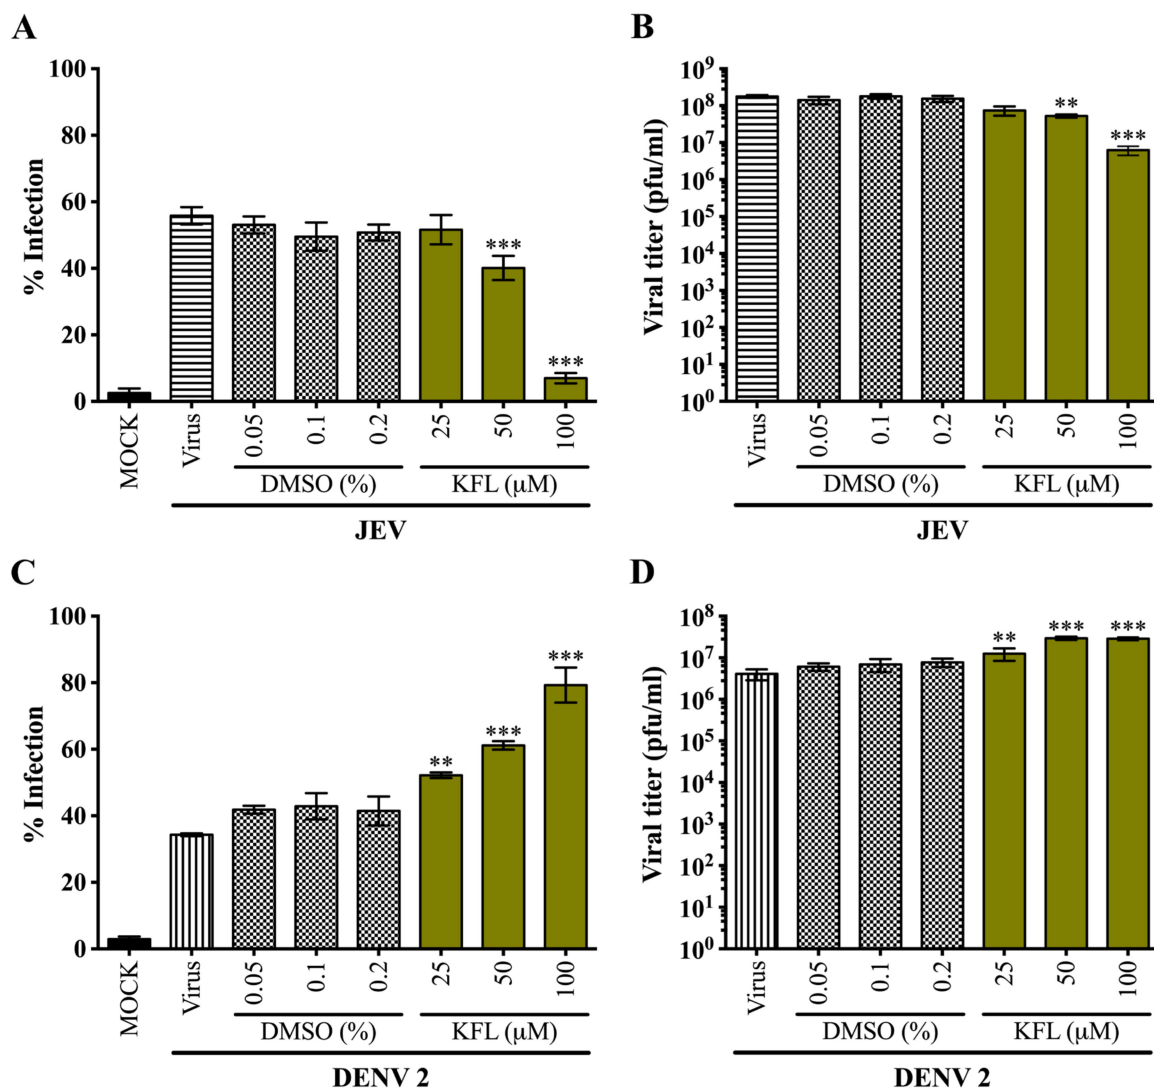 A
% Infection
100
80
60
40
20
0
***
***
MOCK
Virus
0.05
0.1
0.2
25
50
100
DMSO (%)
KFL (μM)
JEV
B
Viral titer (pfu/ml)
10⁹
10⁸
10⁷
10⁶
10⁵
10⁴
10³
10²
10¹
10⁰
**
***
Virus
0.05
0.1
0.2
25
50
100
DMSO (%)
KFL (μM)
JEV
C
% Infection
100
80
60
40
20
0
**
***
***
MOCK
Virus
0.05
0.1
0.2
25
50
100
DMSO (%)
KFL (μM)
DENV 2
D
Viral titer (pfu/ml)
10⁸
10⁷
10⁶
10⁵
10⁴
10³
10²
10¹
10⁰
**
***
***
Virus
0.05
0.1
0.2
25
50
100
DMSO (%)
KFL (μM)
DENV 2